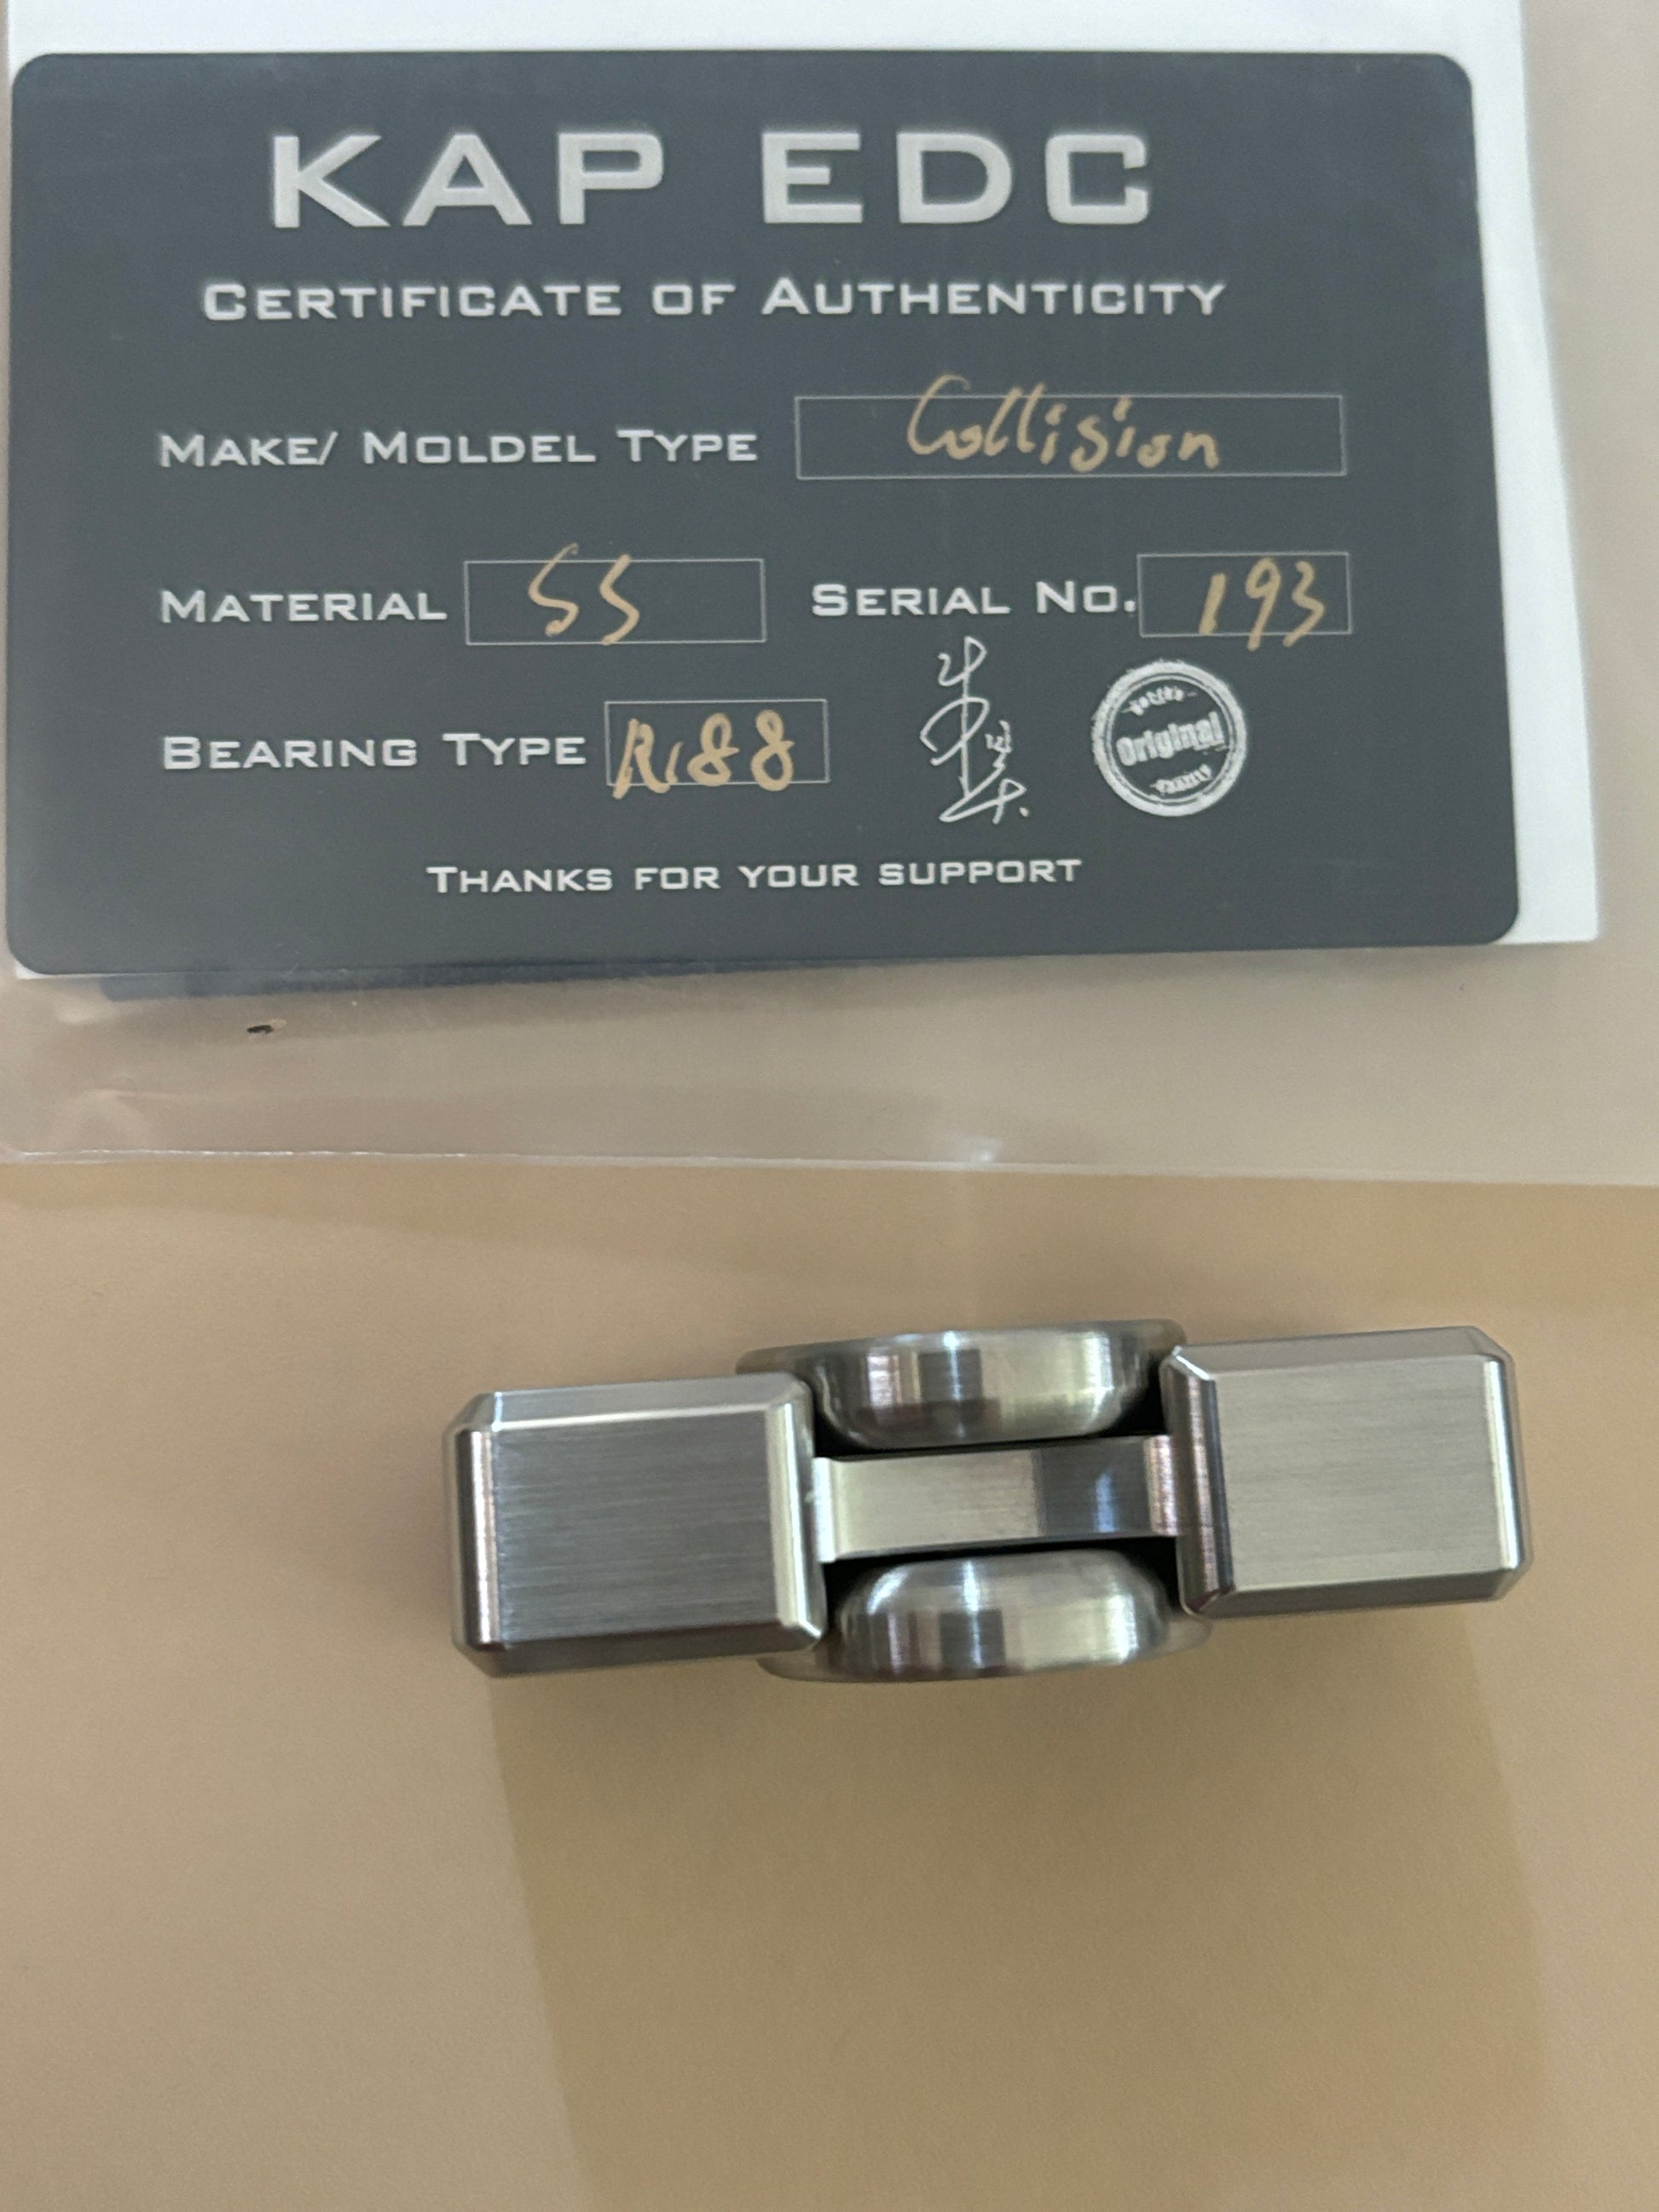 KAP EDC
CERTIFICATE OF AUTHENTICITY
MAKE/ MOLDEL TYPE Collision
MATERIAL SS SERIAL NO. 193
BEARING TYPE R188
Original
THANKS FOR YOUR SUPPORT